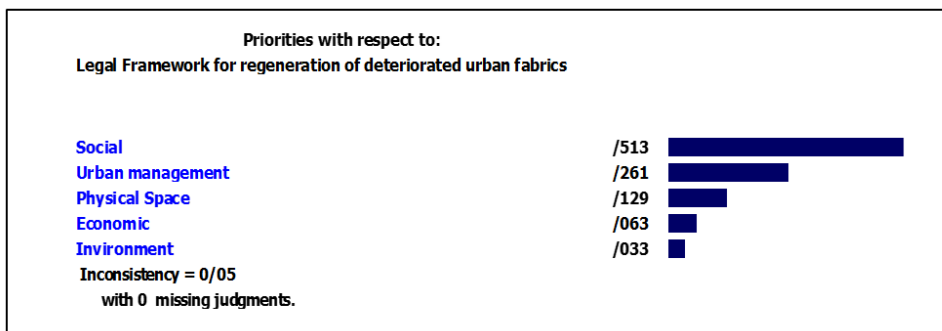 Priorities with respect to:
Legal Framework for regeneration of deteriorated urban fabrics
Social /513
Urban management /261
Physical Space /129
Economic /063
Invironment /033
Inconsistency = 0/05
with 0 missing judgments.